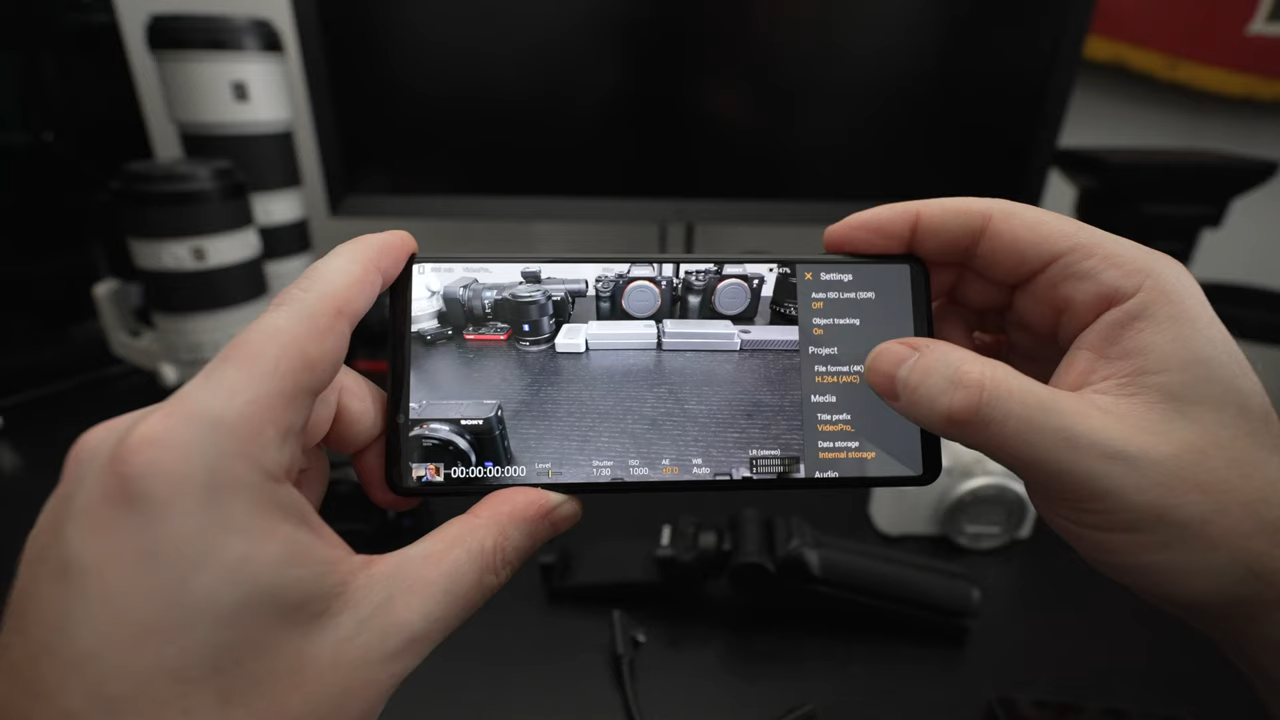 47%
Settings
Auto ISO Limit (SDR)
Off
Object tracking
On
Project
File format (4K)
H.264 (AVC)
Media
Title prefix
VideoPro_
Data storage
Internal storage
Audio
SONY
00:00:00:000
Level
Shutter
1/30
ISO
1000
AE
±0.0
WB
Auto
LR (stereo)